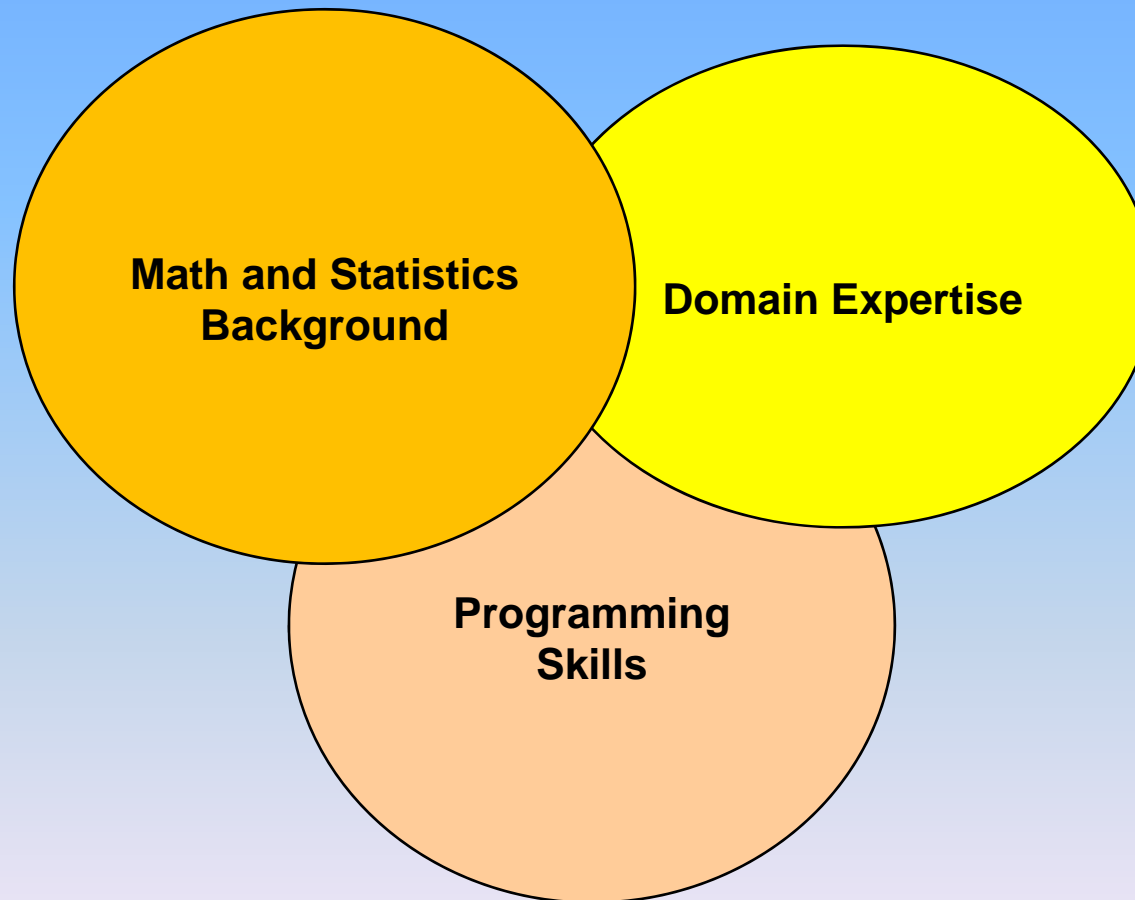 Math and Statistics
Background
Domain Expertise
Programming
Skills